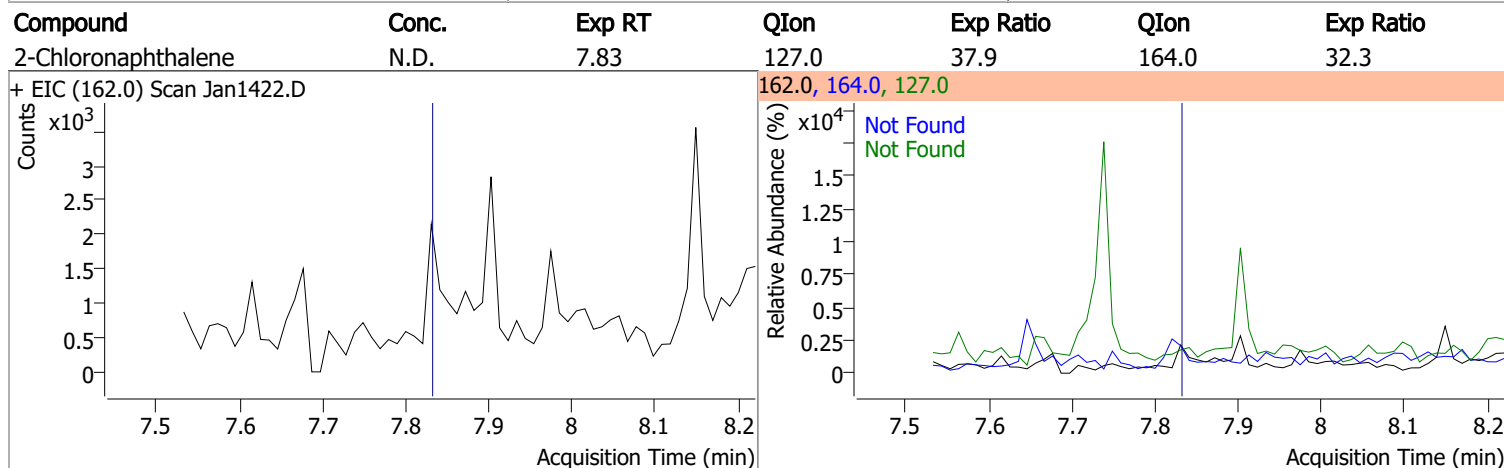 Compound Conc. Exp RT QIon Exp Ratio QIon Exp Ratio
2-Chloronaphthalene N.D. 7.83 127.0 37.9 164.0 32.3
+ EIC (162.0) Scan Jan1422.D
Counts
x10³
3
2.5
2
1.5
1
0.5
0
7.5 7.6 7.7 7.8 7.9 8 8.1 8.2
Acquisition Time (min)
162.0, 164.0, 127.0
Relative Abundance (%)
x10⁴
Not Found
Not Found
1.5
1.25
1
0.75
0.5
0.25
0
7.5 7.6 7.7 7.8 7.9 8 8.1 8.2
Acquisition Time (min)